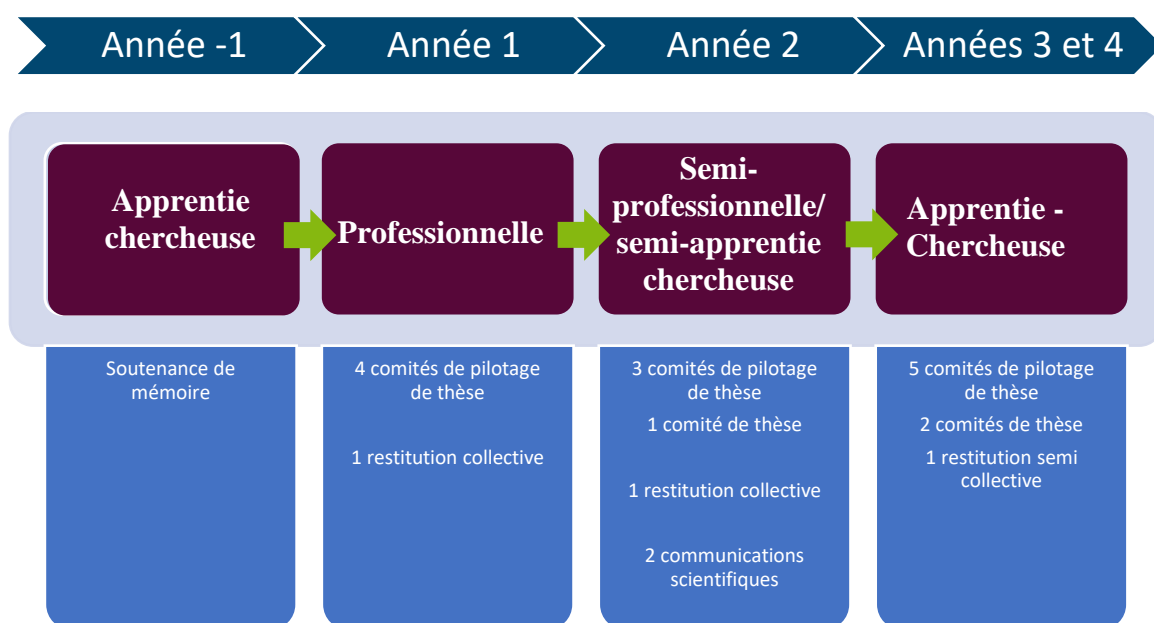 Année -1
Année 1
Année 2
Années 3 et 4
Apprentie
chercheuse
Professionnelle
Semi-
professionnelle/
semi-apprentie
chercheuse
Apprentie -
Chercheuse
Soutenance de
mémoire
4 comités de pilotage
de thèse
1 restitution collective
3 comités de pilotage
de thèse
1 comité de thèse
1 restitution collective
2 communications
scientifiques
5 comités de pilotage
de thèse
2 comités de thèse
1 restitution semi
collective